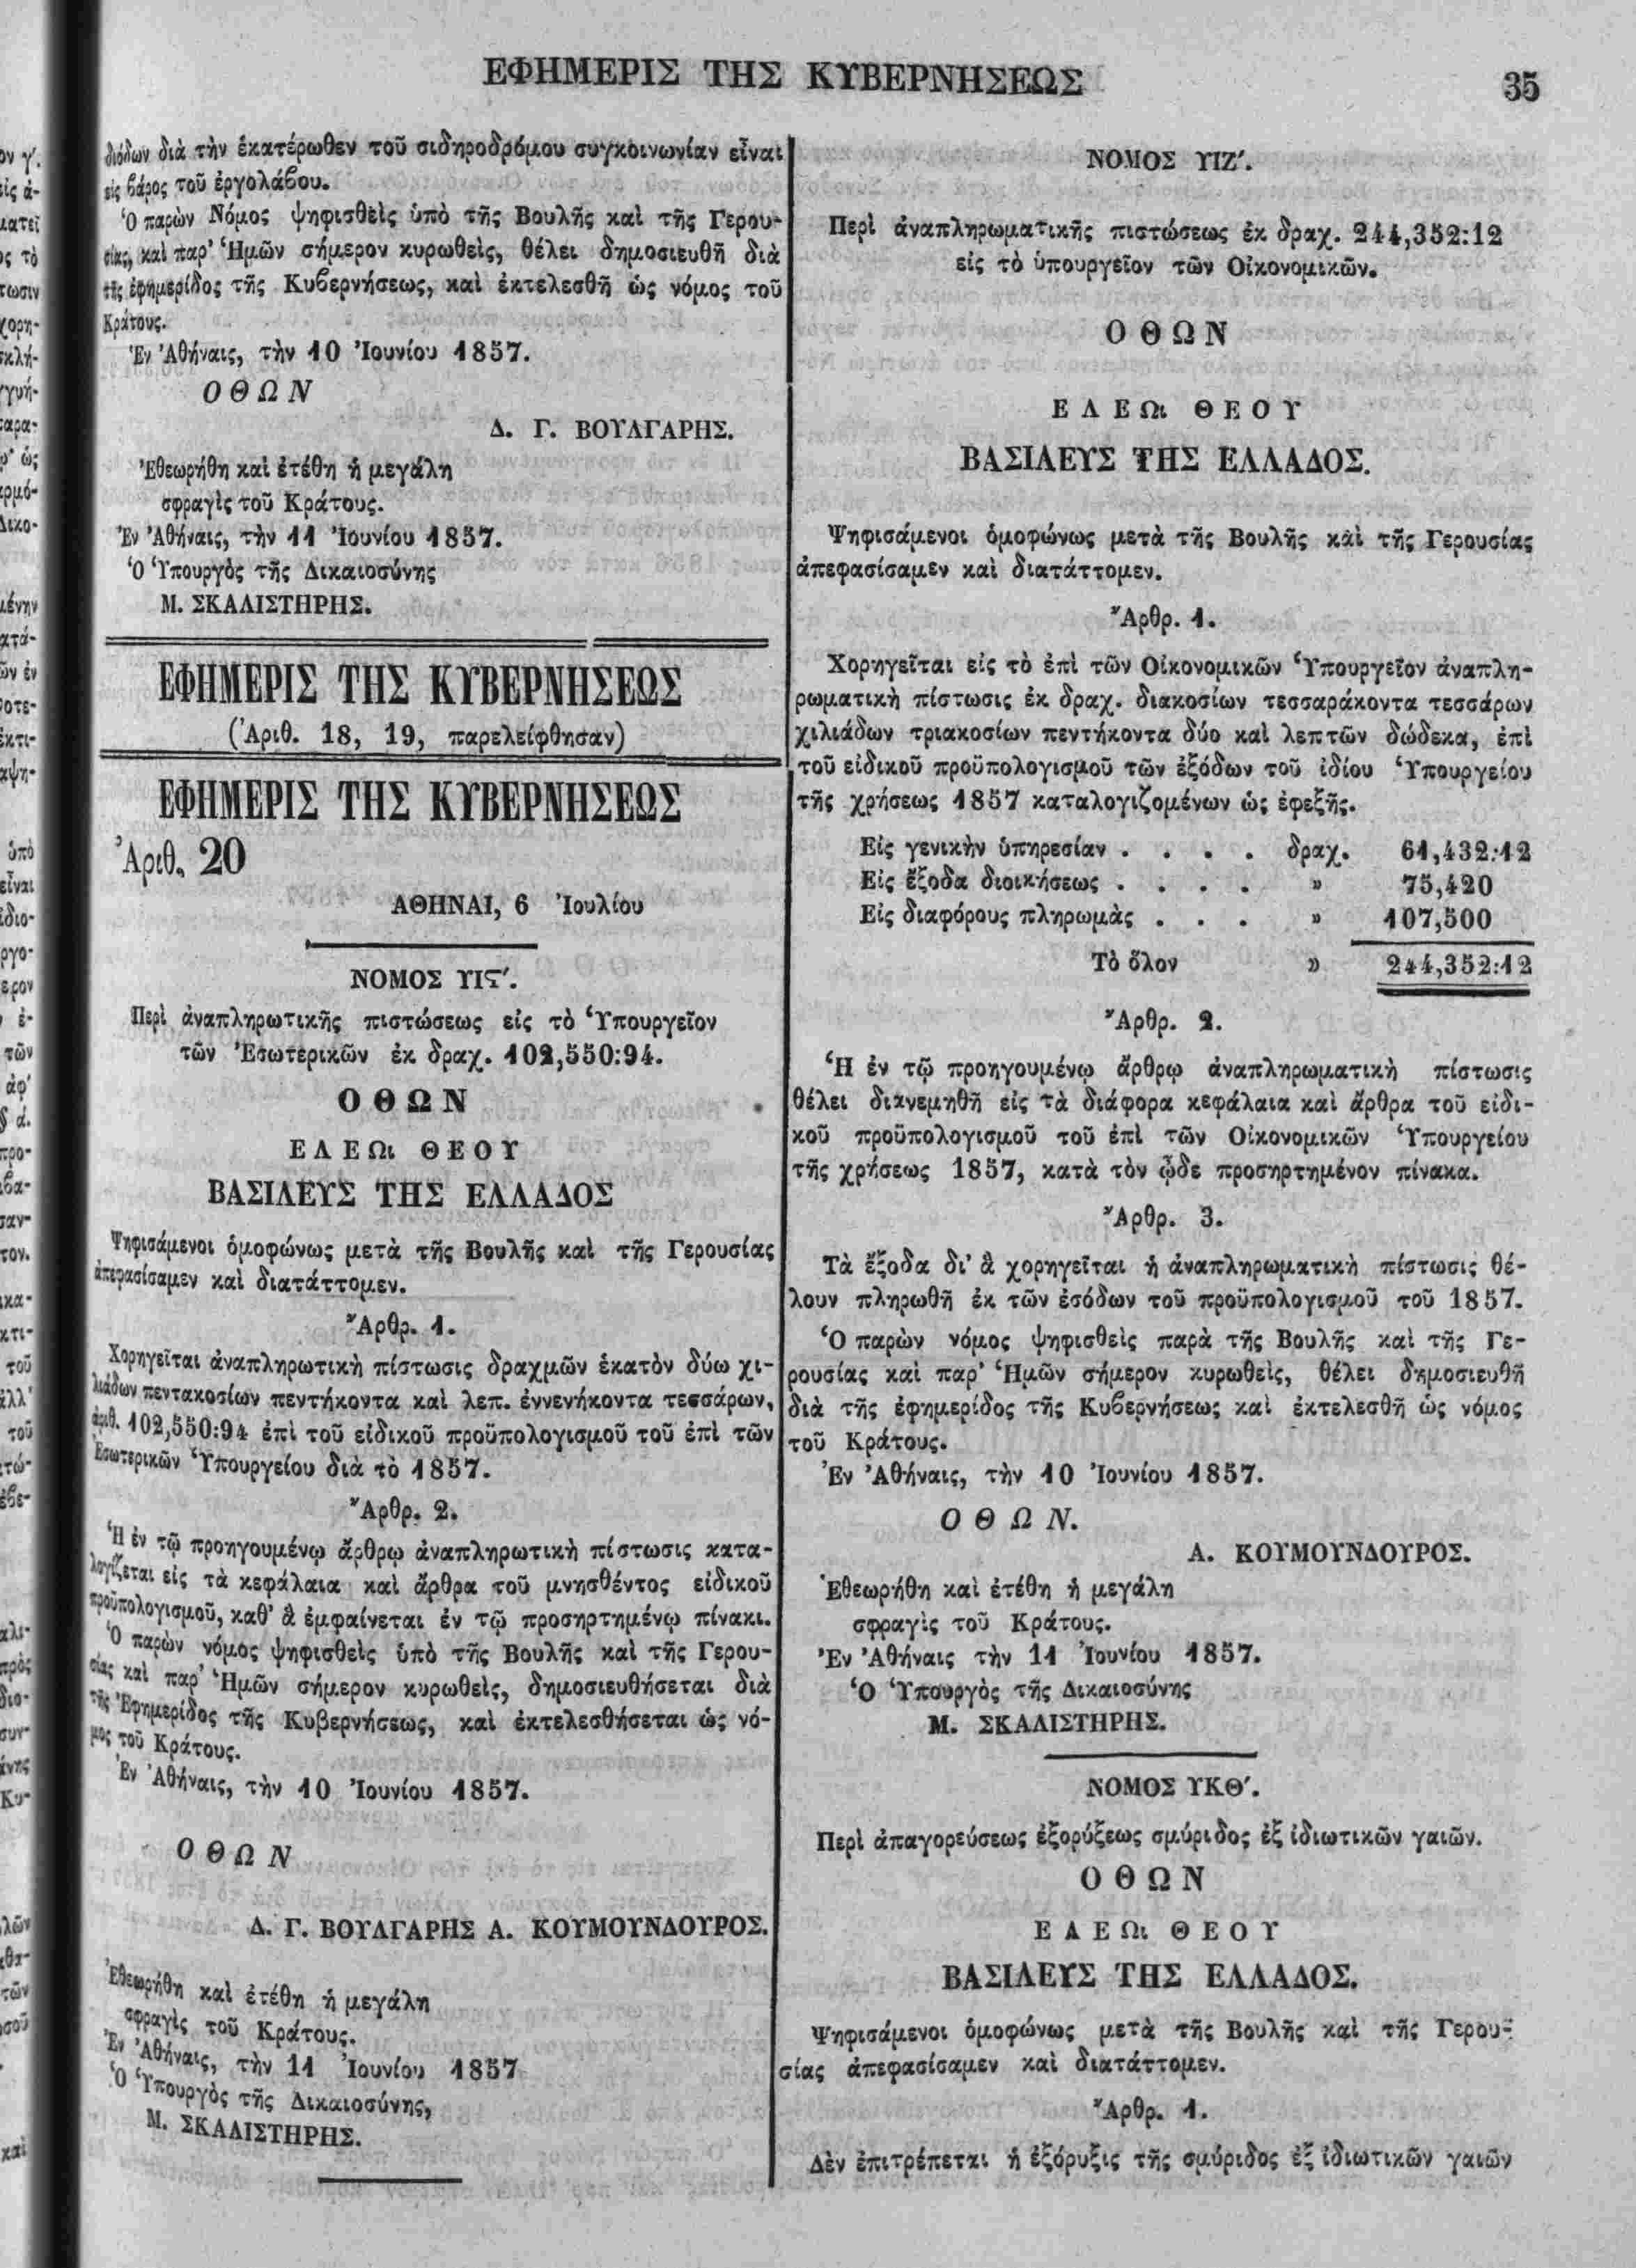 ΕΦΗΜΕΡΙΣ ΤΗΣ ΚΥΒΕΡΝΗΣΕΩΣ
35
διόδων διὰ τὴν ἑκατέρωθεν τοῦ σιδηροδρόμου συγκοινωνίαν εἶναι
εἰς βάρος τοῦ ἐργολάβου.
Ὁ παρὼν Νόμος ψηφισθεὶς ὑπὸ τῆς Βουλῆς καὶ τῆς Γερου-
σίας, καὶ παρ' Ἡμῶν σήμερον κυρωθεὶς, θέλει δημοσιευθῆ διὰ
τῆς ἐφημερίδος τῆς Κυβερνήσεως, καὶ ἐκτελεσθῆ ὡς νόμος τοῦ
Κράτους.
Ἐν Ἀθήναις, τὴν 10 Ἰουνίου 1857.
ΟΘΩΝ
Δ. Γ. ΒΟΥΛΓΑΡΗΣ.
Ἐθεωρήθη καὶ ἐτέθη ἡ μεγάλη
σφραγὶς τοῦ Κράτους.
Ἐν Ἀθήναις, τὴν 11 Ἰουνίου 1857.
Ὁ Ὑπουργὸς τῆς Δικαιοσύνης
Μ. ΣΚΑΛΙΣΤΗΡΗΣ.
ΕΦΗΜΕΡΙΣ ΤΗΣ ΚΥΒΕΡΝΗΣΕΩΣ
(Ἀριθ. 18, 19, παρελείφθησαν)
ΕΦΗΜΕΡΙΣ ΤΗΣ ΚΥΒΕΡΝΗΣΕΩΣ
Ἀριθ. 20
ΑΘΗΝΑΙ, 6 Ἰουλίου
ΝΟΜΟΣ ΥΙϚ'.
Περὶ ἀναπληρωτικῆς πιστώσεως εἰς τὸ Ὑπουργεῖον
τῶν Ἐσωτερικῶν ἐκ δραχ. 102,550:94.
ΟΘΩΝ
ΕΛΕΩι ΘΕΟΥ
ΒΑΣΙΛΕΥΣ ΤΗΣ ΕΛΛΑΔΟΣ
Ψηφισάμενοι ὁμοφώνως μετὰ τῆς Βουλῆς καὶ τῆς Γερουσίας
ἀπεφασίσαμεν καὶ διατάττομεν.
Ἄρθρ. 1.
Χορηγεῖται ἀναπληρωτικὴ πίστωσις δραχμῶν ἑκατὸν δύω χι-
λιάδων πεντακοσίων πεντήκοντα καὶ λεπ. ἐννενήκοντα τεσσάρων,
ἀριθ. 102,550:94 ἐπὶ τοῦ εἰδικοῦ προϋπολογισμοῦ τοῦ ἐπὶ τῶν
Ἐσωτερικῶν Ὑπουργείου διὰ τὸ 1857.
Ἄρθρ. 2.
Ἡ ἐν τῷ προηγουμένῳ ἄρθρῳ ἀναπληρωτικὴ πίστωσις κατα-
λογίζεται εἰς τὰ κεφάλαια καὶ ἄρθρα τοῦ μνησθέντος εἰδικοῦ
προϋπολογισμοῦ, καθ' ἃ ἐμφαίνεται ἐν τῷ προσηρτημένῳ πίνακι.
Ὁ παρὼν νόμος ψηφισθεὶς ὑπὸ τῆς Βουλῆς καὶ τῆς Γερου-
σίας καὶ παρ' Ἡμῶν σήμερον κυρωθεὶς, δημοσιευθήσεται διὰ
τῆς Ἐφημερίδος τῆς Κυβερνήσεως, καὶ ἐκτελεσθήσεται ὡς νό-
μος τοῦ Κράτους.
Ἐν Ἀθήναις, τὴν 10 Ἰουνίου 1857.
ΟΘΩΝ
Δ. Γ. ΒΟΥΛΓΑΡΗΣ Α. ΚΟΥΜΟΥΝΔΟΥΡΟΣ.
Ἐθεωρήθη καὶ ἐτέθη ἡ μεγάλη
σφραγὶς τοῦ Κράτους.
Ἐν Ἀθήναις, τὴν 11 Ἰουνίου 1857
Ὁ Ὑπουργὸς τῆς Δικαιοσύνης,
Μ. ΣΚΑΛΙΣΤΗΡΗΣ.
ΝΟΜΟΣ ΥΙΖ'.
Περὶ ἀναπληρωματικῆς πιστώσεως ἐκ δραχ. 244,352:12
εἰς τὸ ὑπουργεῖον τῶν Οἰκονομικῶν.
ΟΘΩΝ
ΕΛΕΩι ΘΕΟΥ
ΒΑΣΙΛΕΥΣ ΤΗΣ ΕΛΛΑΔΟΣ.
Ψηφισάμενοι ὁμοφώνως μετὰ τῆς Βουλῆς καὶ τῆς Γερουσίας
ἀπεφασίσαμεν καὶ διατάττομεν.
Ἄρθρ. 1.
Χορηγεῖται εἰς τὸ ἐπὶ τῶν Οἰκονομικῶν Ὑπουργεῖον ἀναπλη-
ρωματικὴ πίστωσις ἐκ δραχ. διακοσίων τεσσαράκοντα τεσσάρων
χιλιάδων τριακοσίων πεντήκοντα δύο καὶ λεπτῶν δώδεκα, ἐπὶ
τοῦ εἰδικοῦ προϋπολογισμοῦ τῶν ἐξόδων τοῦ ἰδίου Ὑπουργείου
τῆς χρήσεως 1857 καταλογιζομένων ὡς ἐφεξῆς.
Εἰς γενικὴν ὑπηρεσίαν . . . . δραχ. 61,432:12
Εἰς ἔξοδα διοικήσεως . . . . » 75,420
Εἰς διαφόρους πληρωμὰς . . . » 107,500
Τὸ ὅλον » 244,352:12
Ἄρθρ. 2.
Ἡ ἐν τῷ προηγουμένῳ ἄρθρῳ ἀναπληρωματικὴ πίστωσις
θέλει διανεμηθῆ εἰς τὰ διάφορα κεφάλαια καὶ ἄρθρα τοῦ εἰδι-
κοῦ προϋπολογισμοῦ τοῦ ἐπὶ τῶν Οἰκονομικῶν Ὑπουργείου
τῆς χρήσεως 1857, κατὰ τὸν ᾧδε προσηρτημένον πίνακα.
Ἄρθρ. 3.
Τὰ ἔξοδα δι' ἃ χορηγεῖται ἡ ἀναπληρωματικὴ πίστωσις θέ-
λουν πληρωθῆ ἐκ τῶν ἐσόδων τοῦ προϋπολογισμοῦ τοῦ 1857.
Ὁ παρὼν νόμος ψηφισθεὶς παρὰ τῆς Βουλῆς καὶ τῆς Γε-
ρουσίας καὶ παρ' Ἡμῶν σήμερον κυρωθεὶς, θέλει δημοσιευθῆ
διὰ τῆς ἐφημερίδος τῆς Κυβερνήσεως καὶ ἐκτελεσθῆ ὡς νόμος
τοῦ Κράτους.
Ἐν Ἀθήναις, τὴν 10 Ἰουνίου 1857.
ΟΘΩΝ.
Α. ΚΟΥΜΟΥΝΔΟΥΡΟΣ.
Ἐθεωρήθη καὶ ἐτέθη ἡ μεγάλη
σφραγὶς τοῦ Κράτους.
Ἐν Ἀθήναις τὴν 11 Ἰουνίου 1857.
Ὁ Ὑπουργὸς τῆς Δικαιοσύνης
Μ. ΣΚΑΛΙΣΤΗΡΗΣ.
ΝΟΜΟΣ ΥΚΘ'.
Περὶ ἀπαγορεύσεως ἐξορύξεως σμύριδος ἐξ ἰδιωτικῶν γαιῶν.
ΟΘΩΝ
ΕΛΕΩι ΘΕΟΥ
ΒΑΣΙΛΕΥΣ ΤΗΣ ΕΛΛΑΔΟΣ.
Ψηφισάμενοι ὁμοφώνως μετὰ τῆς Βουλῆς καὶ τῆς Γερου-
σίας ἀπεφασίσαμεν καὶ διατάττομεν.
Ἄρθρ. 1.
Δὲν ἐπιτρέπεται ἡ ἐξόρυξις τῆς σμύριδος ἐξ ἰδιωτικῶν γαιῶν